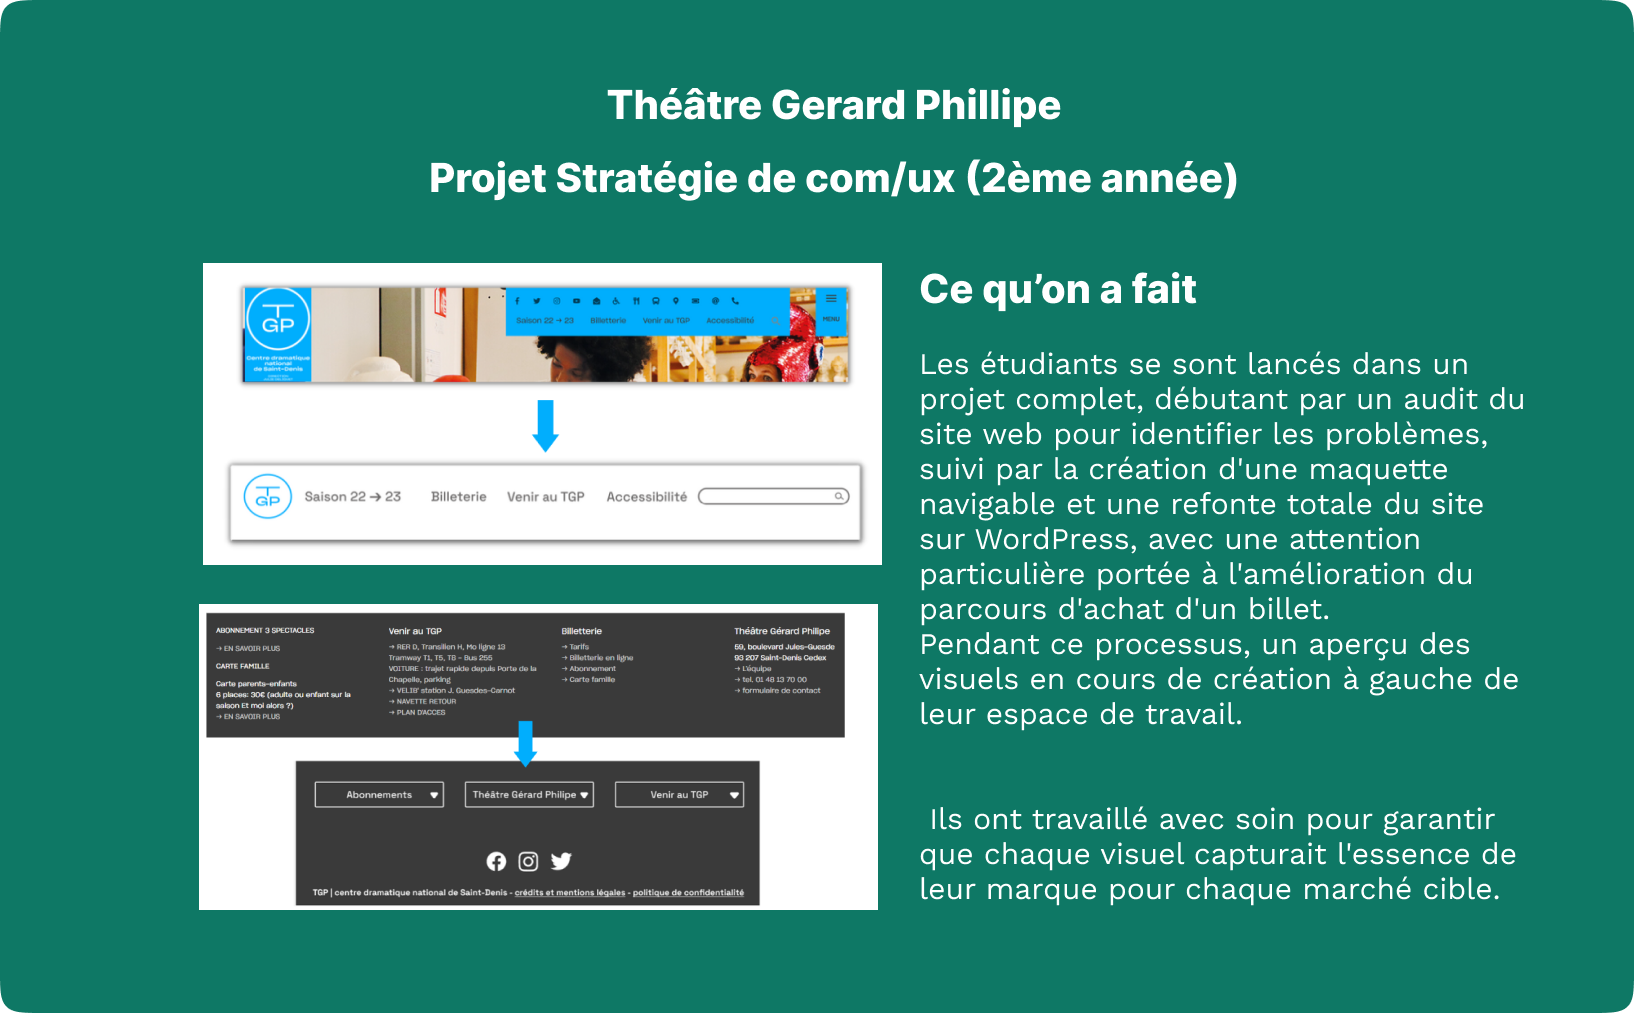 Théâtre Gerard Phillipe
Projet Stratégie de com/ux (2ème année)
TGP
Centre dramatique
national
de Saint-Denis
Saison 22 → 23 Billetterie Venir au TGP Accessibilité
MENU
TGP
Saison 22 → 23 Billeterie Venir au TGP Accessibilité
ABONNEMENT 3 SPECTACLES
→ EN SAVOIR PLUS
CARTE FAMILLE
Carte parents-enfants
6 places: 30€ (adulte ou enfant sur la
saison Et moi alors ?)
→ EN SAVOIR PLUS
Venir au TGP
→ RER D, Transilien H, Mo ligne 13
Tramway T1, T5, T8 - Bus 255
VOITURE : trajet rapide depuis Porte de la
Chapelle, parking
→ VELIB' station J. Guesdes-Carnot
→ NAVETTE RETOUR
→ PLAN D'ACCES
Billetterie
→ Tarifs
→ Billetterie en ligne
→ Abonnement
→ Carte famille
Théâtre Gérard Philipe
59, boulevard Jules-Guesde
93 207 Saint-Denis Cedex
→ L'équipe
→ tel. 01 48 13 70 00
→ formulaire de contact
Abonnements Théâtre Gérard Philipe Venir au TGP
TGP | centre dramatique national de Saint-Denis - crédits et mentions légales - politique de confidentialité
Ce qu’on a fait
Les étudiants se sont lancés dans un
projet complet, débutant par un audit du
site web pour identifier les problèmes,
suivi par la création d'une maquette
navigable et une refonte totale du site
sur WordPress, avec une attention
particulière portée à l'amélioration du
parcours d'achat d'un billet.
Pendant ce processus, un aperçu des
visuels en cours de création à gauche de
leur espace de travail.
Ils ont travaillé avec soin pour garantir
que chaque visuel capturait l'essence de
leur marque pour chaque marché cible.